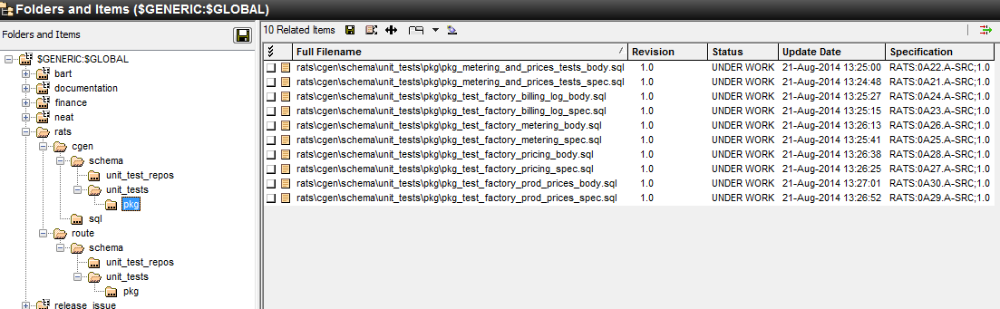 Folders and Items ($GENERIC:$GLOBAL)
Folders and Items
$GENERIC:$GLOBAL
bart
documentation
finance
neat
rats
cgen
schema
unit_test_repos
unit_tests
pkg
sql
route
schema
unit_test_repos
unit_tests
pkg
release_issue
10 Related Items
Full Filename / Revision Status Update Date Specification
rats\cgen\schema\unit_tests\pkg\pkg_metering_and_prices_tests_body.sql 1.0 UNDER WORK 21-Aug-2014 13:25:00 RATS:0A22.A-SRC;1.0
rats\cgen\schema\unit_tests\pkg\pkg_metering_and_prices_tests_spec.sql 1.0 UNDER WORK 21-Aug-2014 13:24:48 RATS:0A21.A-SRC;1.0
rats\cgen\schema\unit_tests\pkg\pkg_test_factory_billing_log_body.sql 1.0 UNDER WORK 21-Aug-2014 13:25:27 RATS:0A24.A-SRC;1.0
rats\cgen\schema\unit_tests\pkg\pkg_test_factory_billing_log_spec.sql 1.0 UNDER WORK 21-Aug-2014 13:25:15 RATS:0A23.A-SRC;1.0
rats\cgen\schema\unit_tests\pkg\pkg_test_factory_metering_body.sql 1.0 UNDER WORK 21-Aug-2014 13:26:13 RATS:0A26.A-SRC;1.0
rats\cgen\schema\unit_tests\pkg\pkg_test_factory_metering_spec.sql 1.0 UNDER WORK 21-Aug-2014 13:25:41 RATS:0A25.A-SRC;1.0
rats\cgen\schema\unit_tests\pkg\pkg_test_factory_pricing_body.sql 1.0 UNDER WORK 21-Aug-2014 13:26:38 RATS:0A28.A-SRC;1.0
rats\cgen\schema\unit_tests\pkg\pkg_test_factory_pricing_spec.sql 1.0 UNDER WORK 21-Aug-2014 13:26:25 RATS:0A27.A-SRC;1.0
rats\cgen\schema\unit_tests\pkg\pkg_test_factory_prod_prices_body.sql 1.0 UNDER WORK 21-Aug-2014 13:27:01 RATS:0A30.A-SRC;1.0
rats\cgen\schema\unit_tests\pkg\pkg_test_factory_prod_prices_spec.sql 1.0 UNDER WORK 21-Aug-2014 13:26:52 RATS:0A29.A-SRC;1.0